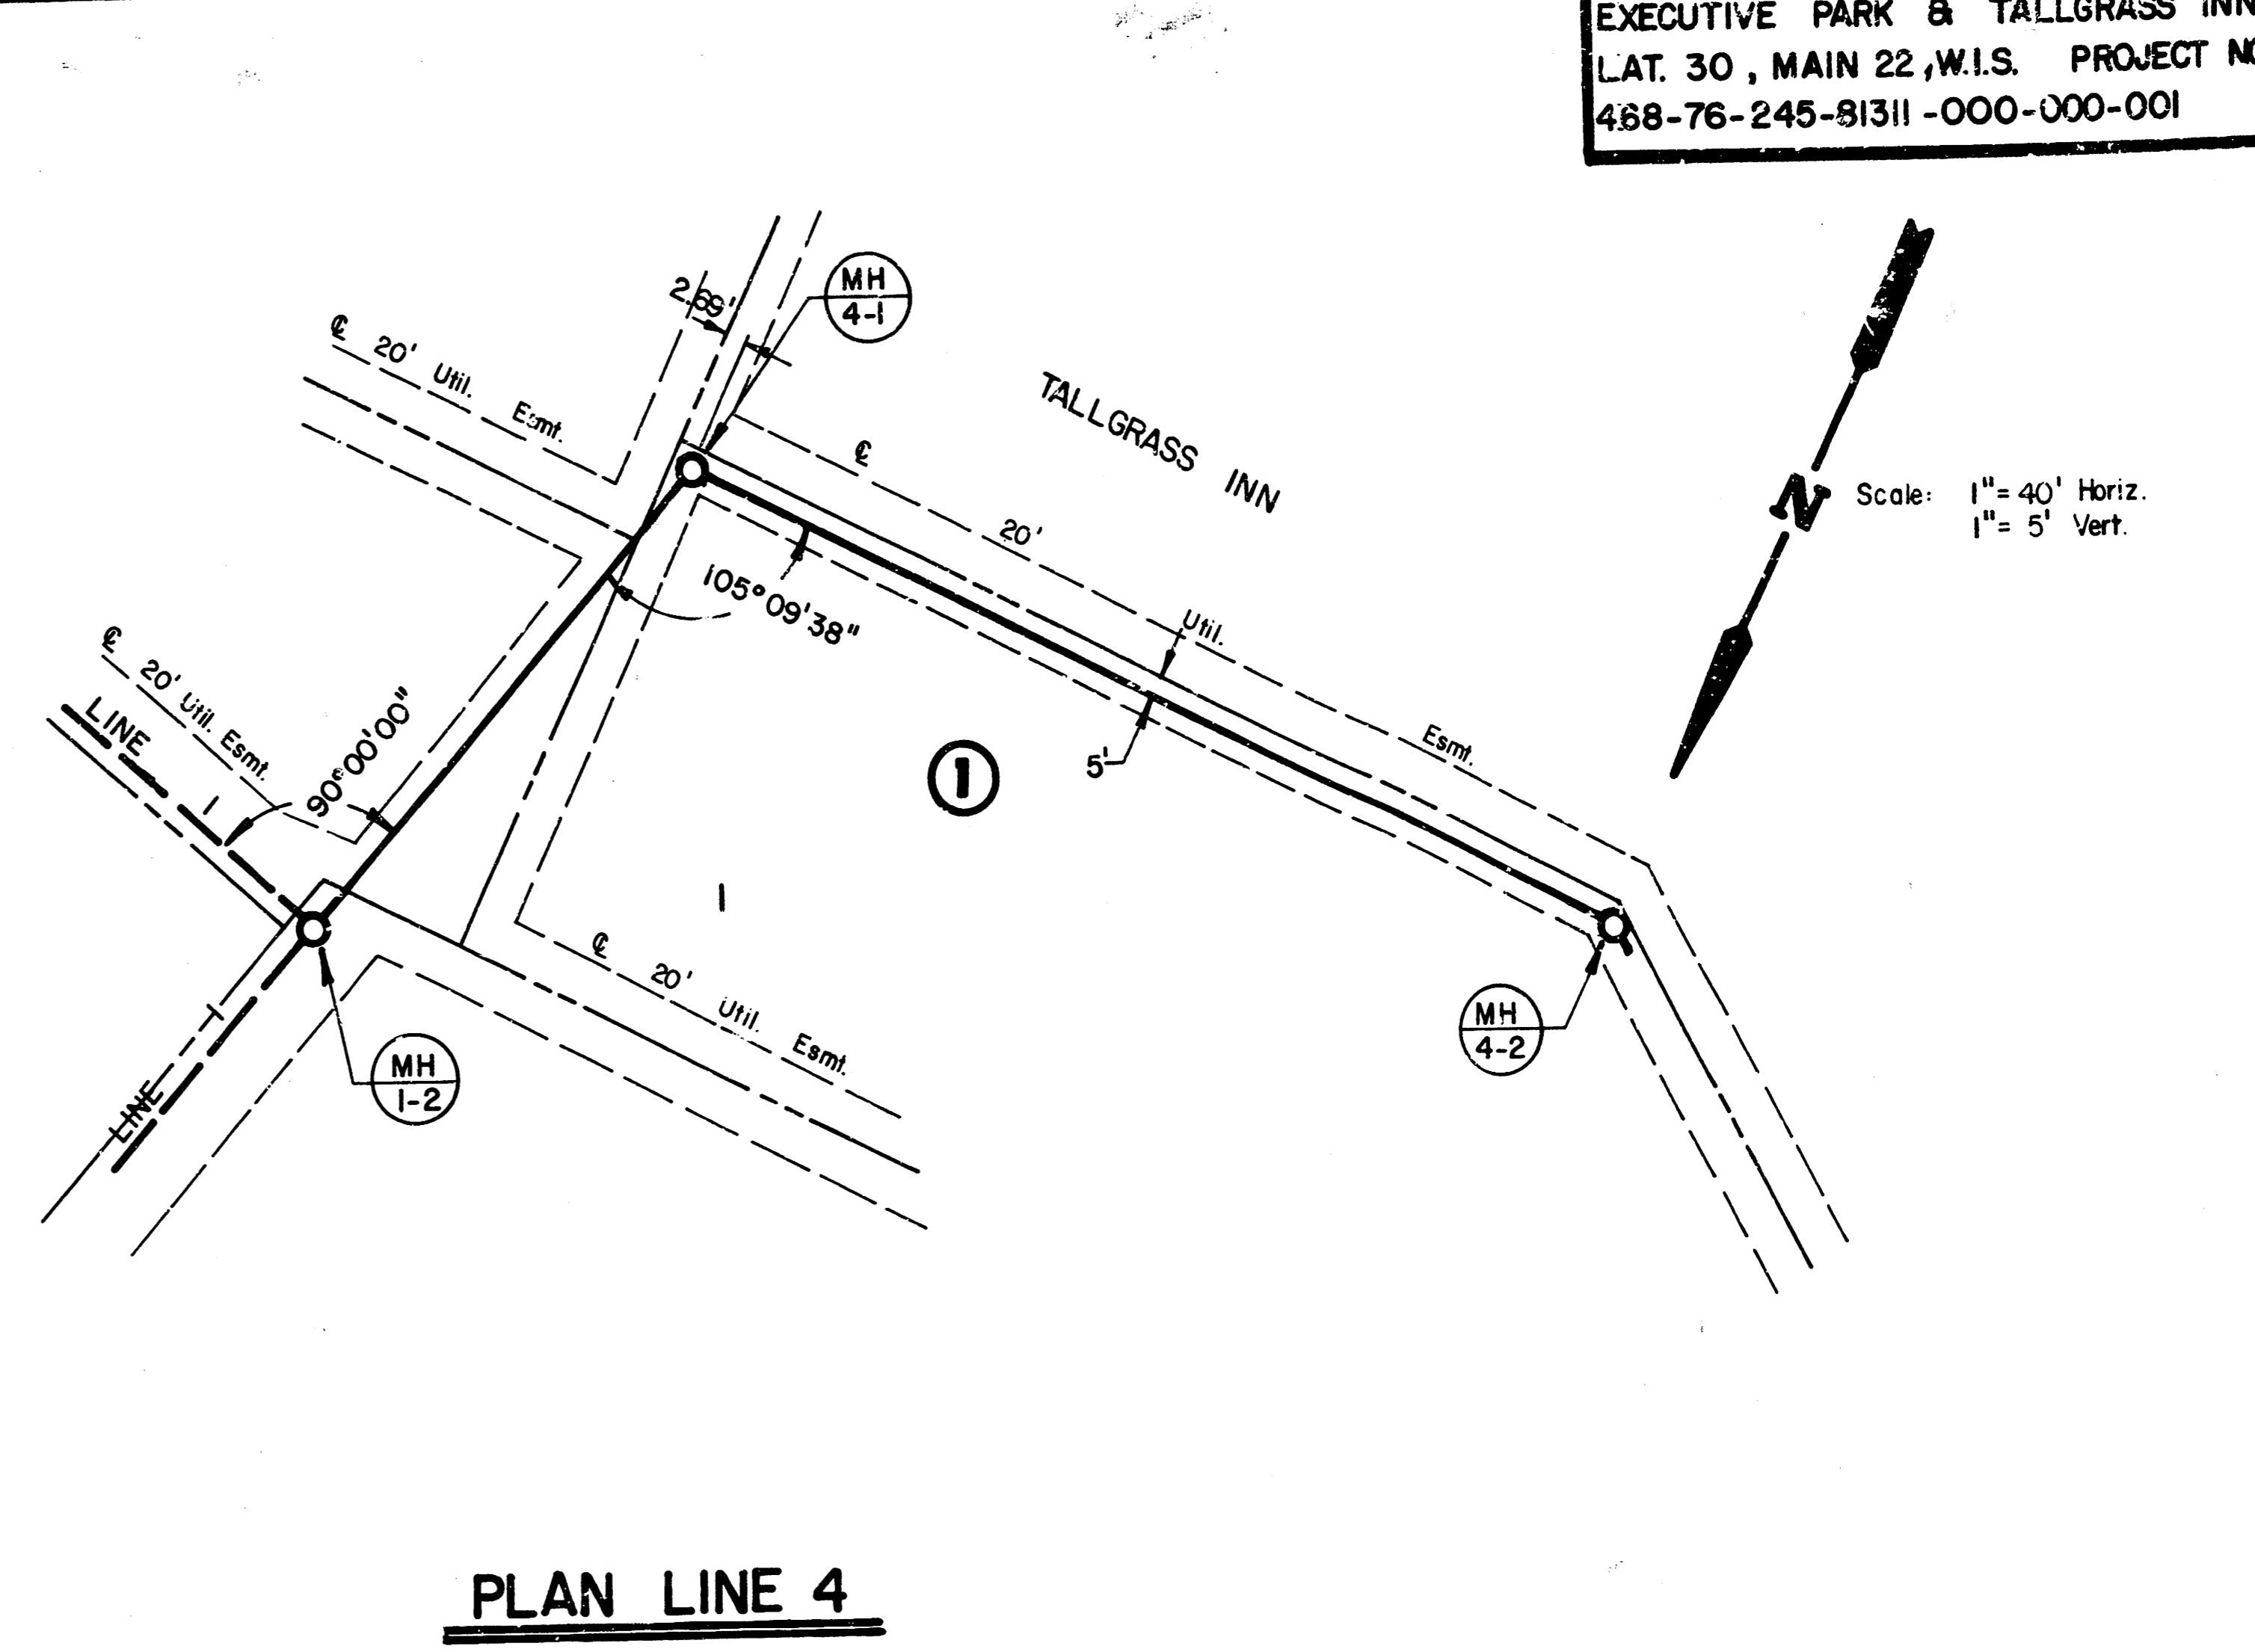 EXECUTIVE PARK & TALLGRASS INN
LAT. 30 , MAIN 22 , W.I.S. PROJECT NO
468-76-245-81311-000-000-001
MH
4-1
2.69'
℄ 20' Util. Esmt.
TALLGRASS INN
℄ 20' Util. Esmt.
N
Scale: 1"= 40' Horiz.
1"= 5' Vert.
105°09'38"
℄ 20' Util. Esmt.
LINE 1
90°00'00"
5'
1
1
℄ 20' Util. Esmt.
MH
4-2
MH
1-2
LINE 1
PLAN LINE 4